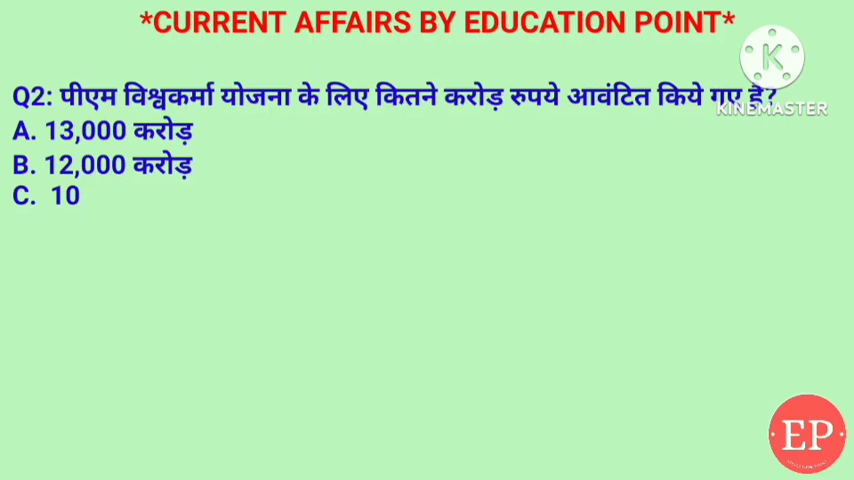 *CURRENT AFFAIRS BY EDUCATION POINT*
Q2: पीएम विश्वकर्मा योजना के लिए कितने करोड़ रुपये आवंटित किये गए हैं?
KINEMASTER
A. 13,000 करोड़
B. 12,000 करोड़
C. 10
EP